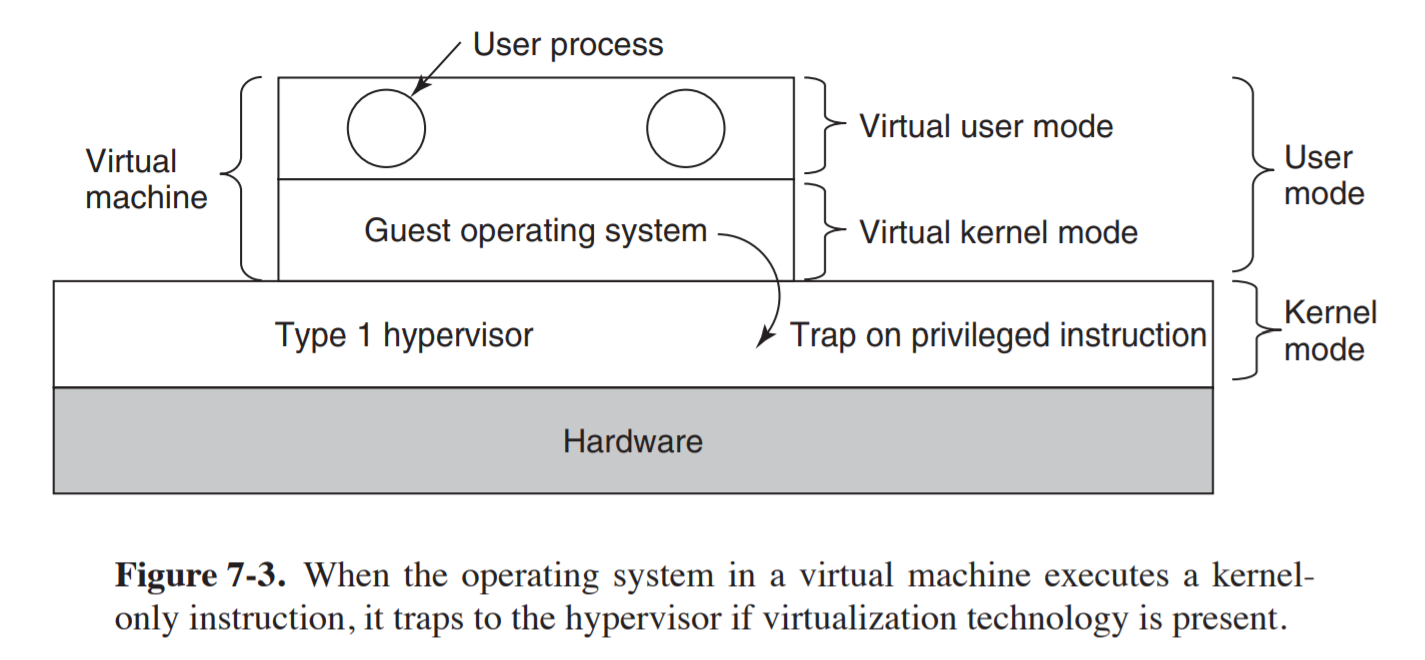 User process
Virtual user mode
Virtual
machine
User
mode
Guest operating system
Virtual kernel mode
Type 1 hypervisor
Trap on privileged instruction
Kernel
mode
Hardware
Figure 7-3. When the operating system in a virtual machine executes a kernel-
only instruction, it traps to the hypervisor if virtualization technology is present.